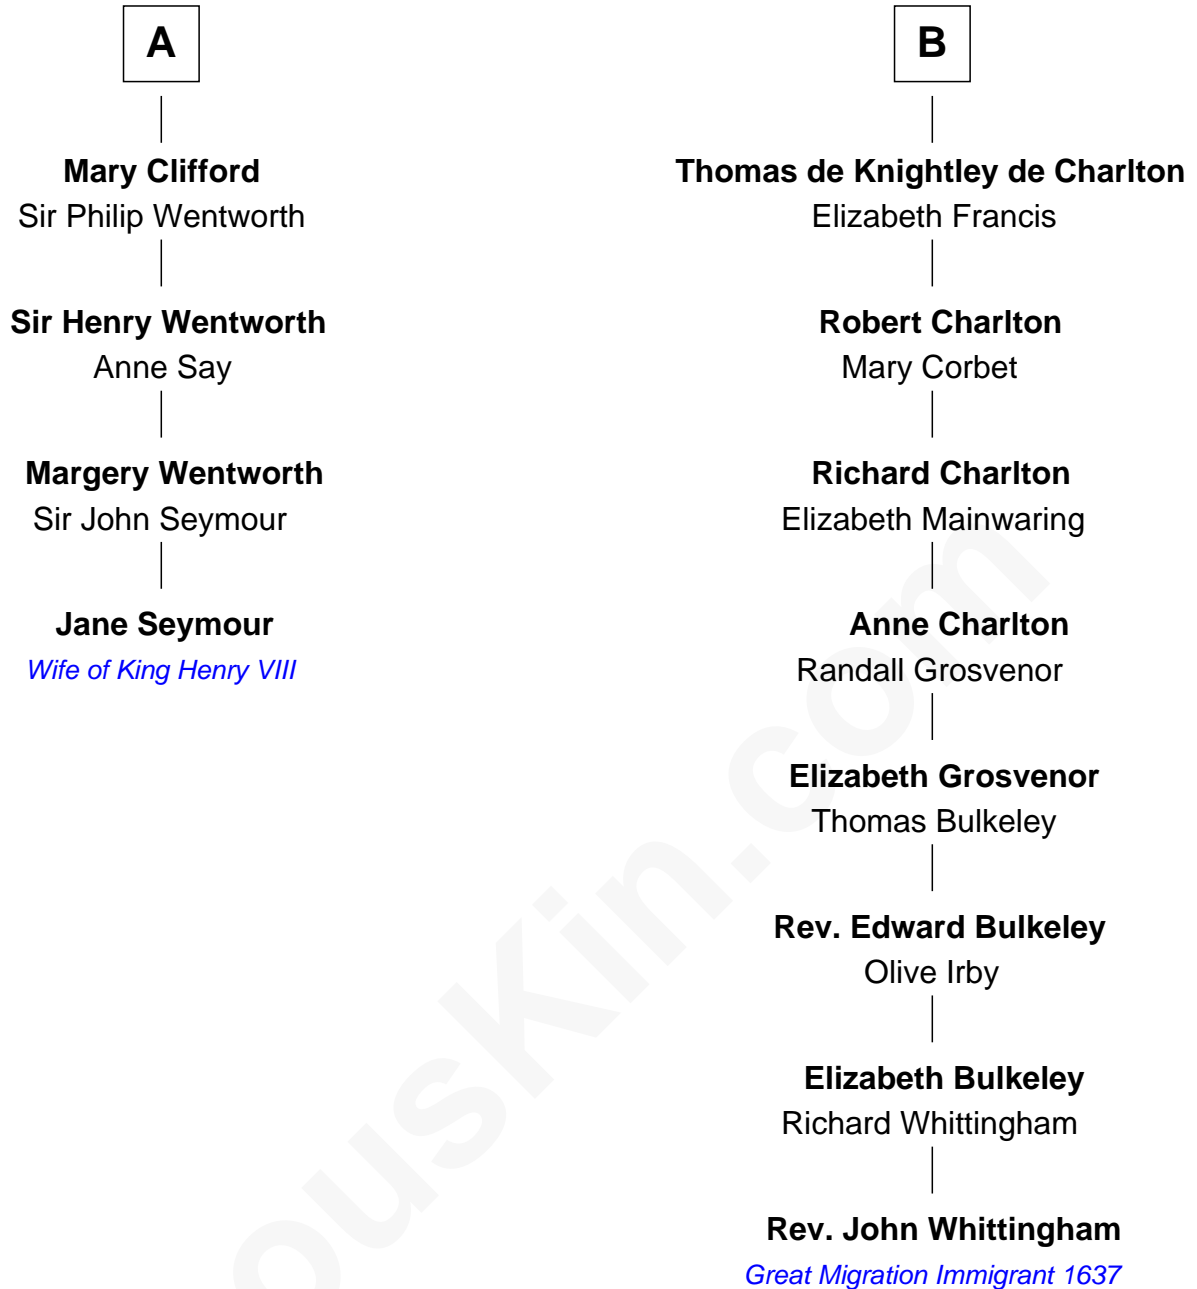 A
Mary Clifford
Sir Philip Wentworth
Sir Henry Wentworth
Anne Say
Margery Wentworth
Sir John Seymour
Jane Seymour
Wife of King Henry VIII
B
Thomas de Knightley de Charlton
Elizabeth Francis
Robert Charlton
Mary Corbet
Richard Charlton
Elizabeth Mainwaring
Anne Charlton
Randall Grosvenor
Elizabeth Grosvenor
Thomas Bulkeley
Rev. Edward Bulkeley
Olive Irby
Elizabeth Bulkeley
Richard Whittingham
Rev. John Whittingham
Great Migration Immigrant 1637
ousKin.com